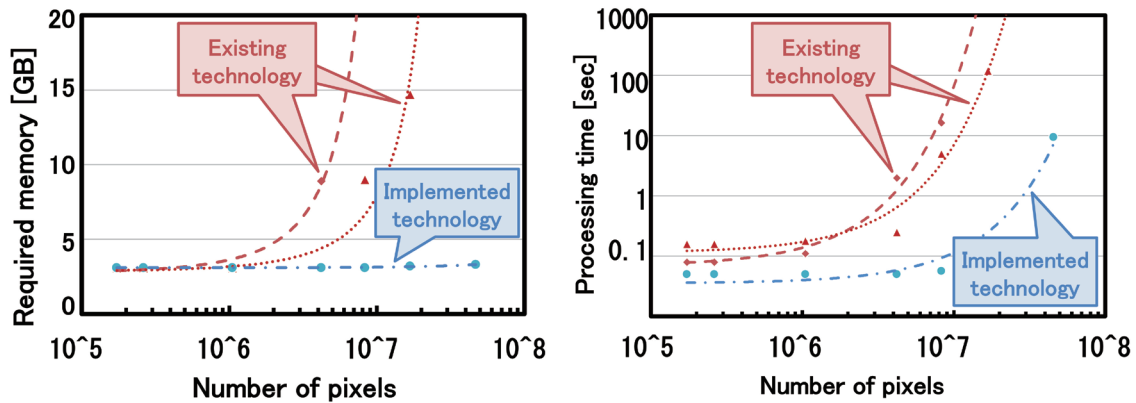 Required memory [GB]
20
15
10
5
0
Existing
technology
Implemented
technology
10^5
10^6
10^7
10^8
Number of pixels
Processing time [sec]
1000
100
10
1
0.1
Existing
technology
Implemented
technology
10^5
10^6
10^7
10^8
Number of pixels